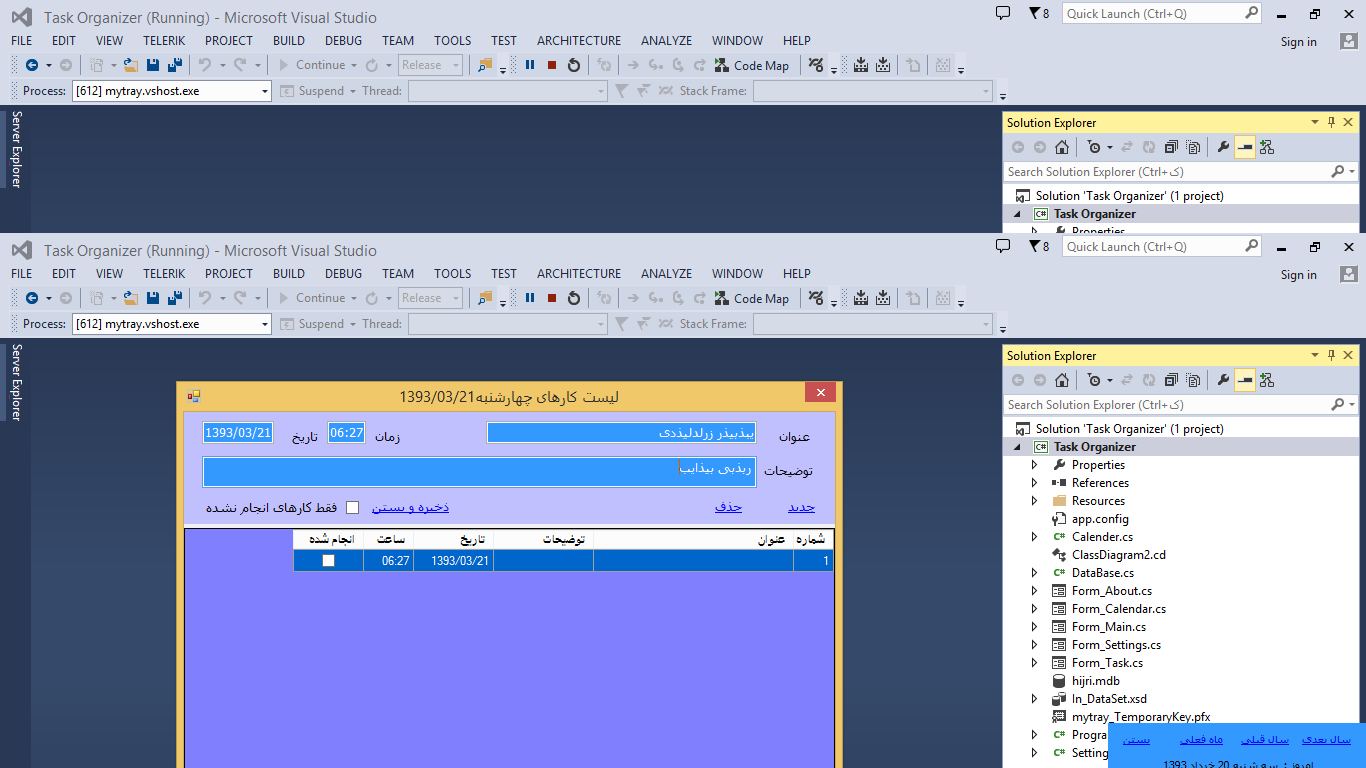 Task Organizer (Running) - Microsoft Visual Studio
8
Quick Launch (Ctrl+Q)
FILE EDIT VIEW TELERIK PROJECT BUILD DEBUG TEAM TOOLS TEST ARCHITECTURE ANALYZE WINDOW HELP
Sign in
Continue Release Code Map
Process: [612] mytray.vshost.exe Suspend Thread: Stack Frame:
Server Explorer
Solution Explorer
Search Solution Explorer (Ctrl+ک)
Solution 'Task Organizer' (1 project)
Task Organizer
Properties
Task Organizer (Running) - Microsoft Visual Studio
8
Quick Launch (Ctrl+Q)
FILE EDIT VIEW TELERIK PROJECT BUILD DEBUG TEAM TOOLS TEST ARCHITECTURE ANALYZE WINDOW HELP
Sign in
Continue Release Code Map
Process: [612] mytray.vshost.exe Suspend Thread: Stack Frame:
Server Explorer
لیست کارهای چهارشنبه1393/03/21
عنوان یبذبیذر زرلدلیذدی زمان 06:27 تاریخ 1393/03/21
توضیحات ریذبی بیذایب
جدید حذف ذخیره و بستن فقط کارهای انجام نشده
شماره عنوان توضیحات تاریخ ساعت انجام شده
1 1393/03/21 06:27
Solution Explorer
Search Solution Explorer (Ctrl+ک)
Solution 'Task Organizer' (1 project)
Task Organizer
Properties
References
Resources
app.config
Calender.cs
ClassDiagram2.cd
DataBase.cs
Form_About.cs
Form_Calendar.cs
Form_Main.cs
Form_Settings.cs
Form_Task.cs
hijri.mdb
In_DataSet.xsd
mytray_TemporaryKey.pfx
Progra
Setting
سال بعدی سال قبلی ماه فعلی بستن
امروز : سه شنبه 20 خرداد 1393